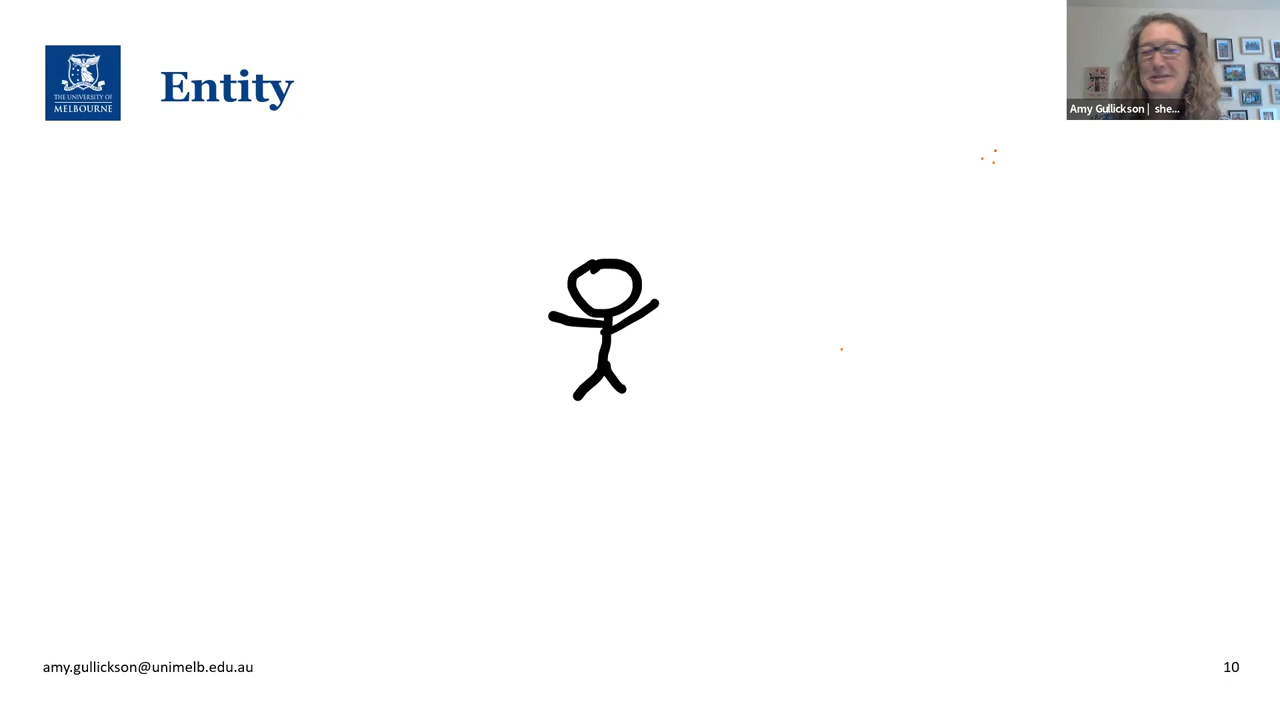 THE UNIVERSITY OF
MELBOURNE
Entity
Amy Gullickson | she...
amy.gullickson@unimelb.edu.au
10